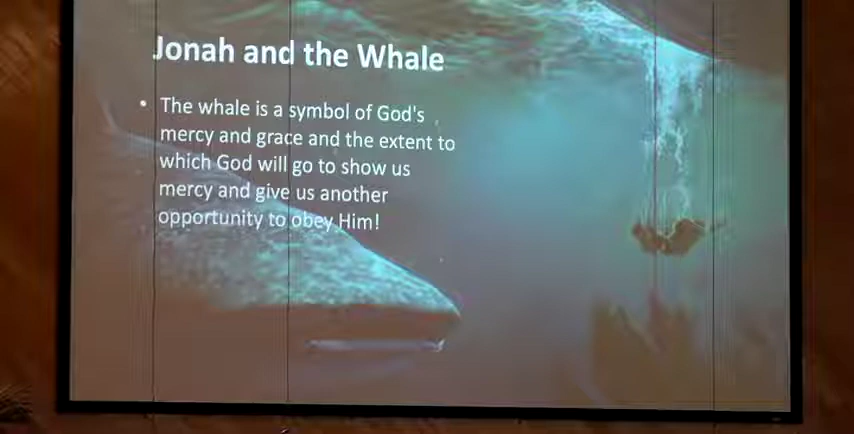 Jonah and the Whale
• The whale is a symbol of God's
mercy and grace and the extent to
which God will go to show us
mercy and give us another
opportunity to obey Him!